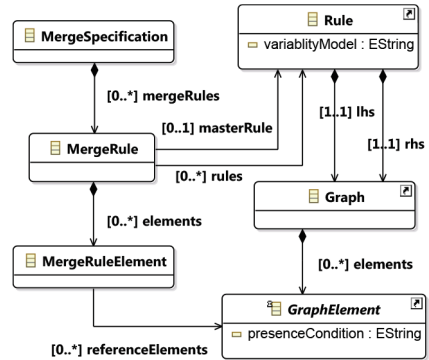 MergeSpecification
Rule
variablityModel : EString
[0..*] mergeRules
[1..1] lhs
[0..1] masterRule
MergeRule
[1..1] rhs
[0..*] rules
Graph
[0..*] elements
[0..*] elements
MergeRuleElement
a
GraphElement
presenceCondition : EString
[0..*] referenceElements